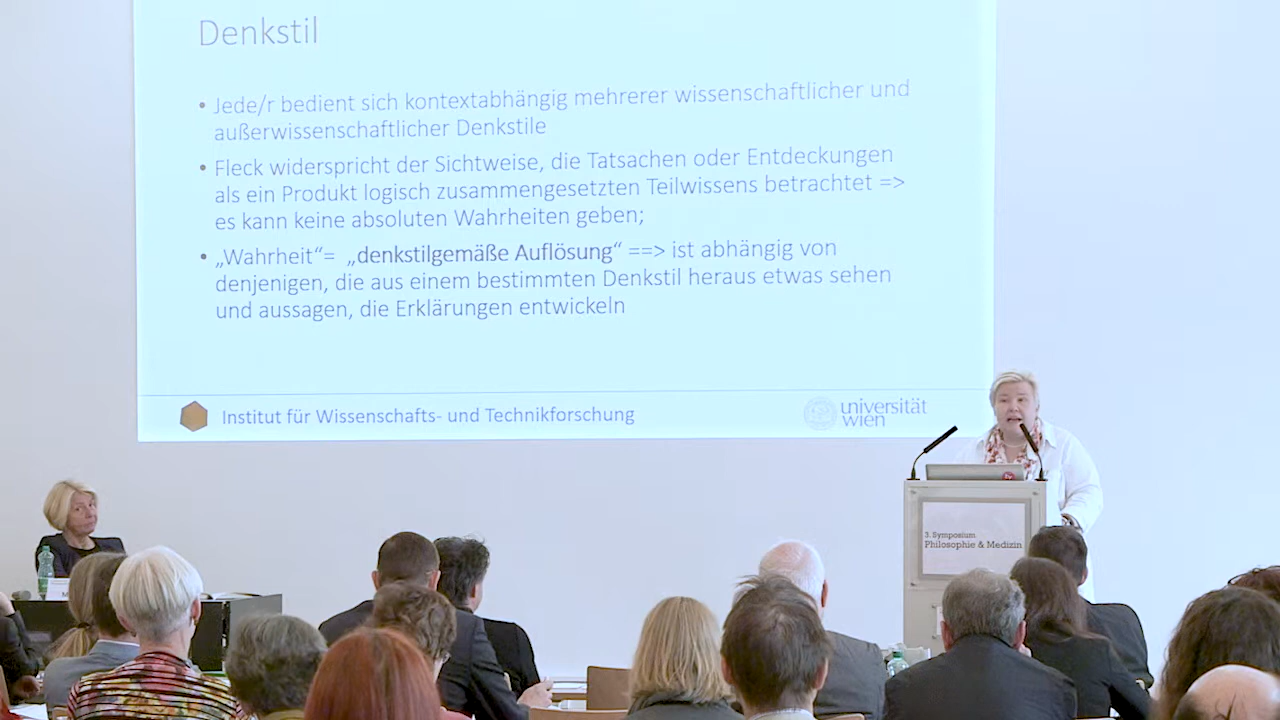 Denkstil
• Jede/r bedient sich kontextabhängig mehrerer wissenschaftlicher und
außerwissenschaftlicher Denkstile
• Fleck widerspricht der Sichtweise, die Tatsachen oder Entdeckungen
als ein Produkt logisch zusammengesetzten Teilwissens betrachtet =>
es kann keine absoluten Wahrheiten geben;
• „Wahrheit“= „denkstilgemäße Auflösung“ ==> ist abhängig von
denjenigen, die aus einem bestimmten Denkstil heraus etwas sehen
und aussagen, die Erklärungen entwickeln
Institut für Wissenschafts- und Technikforschung
universität
wien
3. Symposium
Philosophie & Medizin